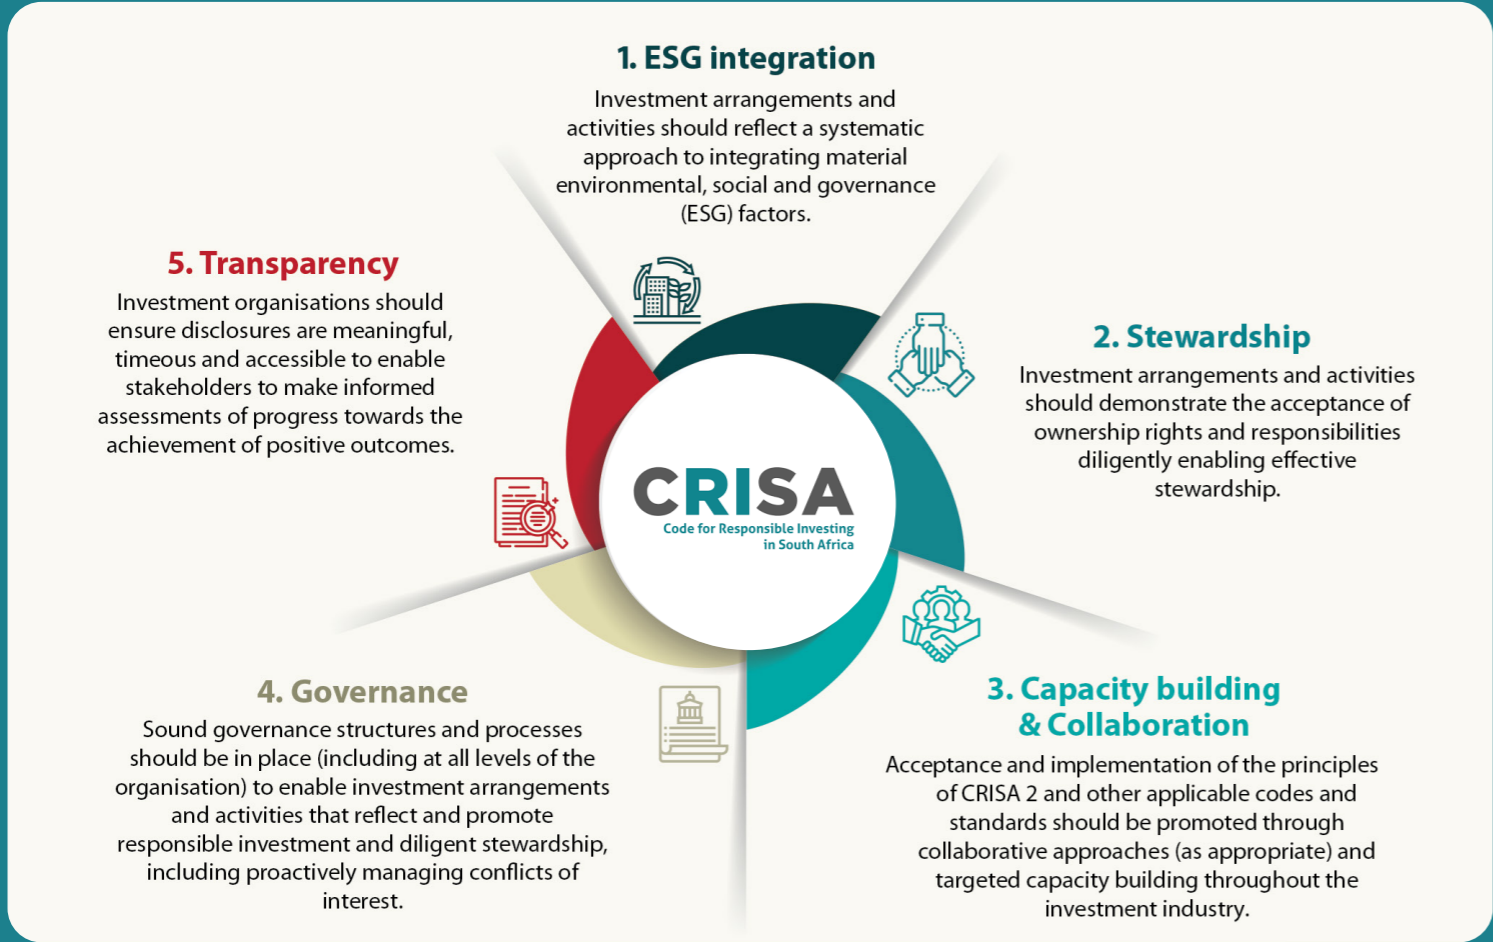 1. ESG integration
Investment arrangements and
activities should reflect a systematic
approach to integrating material
environmental, social and governance
(ESG) factors.
2. Stewardship
Investment arrangements and activities
should demonstrate the acceptance of
ownership rights and responsibilities
diligently enabling effective
stewardship.
3. Capacity building
& Collaboration
Acceptance and implementation of the principles
of CRISA 2 and other applicable codes and
standards should be promoted through
collaborative approaches (as appropriate) and
targeted capacity building throughout the
investment industry.
4. Governance
Sound governance structures and processes
should be in place (including at all levels of the
organisation) to enable investment arrangements
and activities that reflect and promote
responsible investment and diligent stewardship,
including proactively managing conflicts of
interest.
5. Transparency
Investment organisations should
ensure disclosures are meaningful,
timeous and accessible to enable
stakeholders to make informed
assessments of progress towards the
achievement of positive outcomes.
CRISA
Code for Responsible Investing
in South Africa